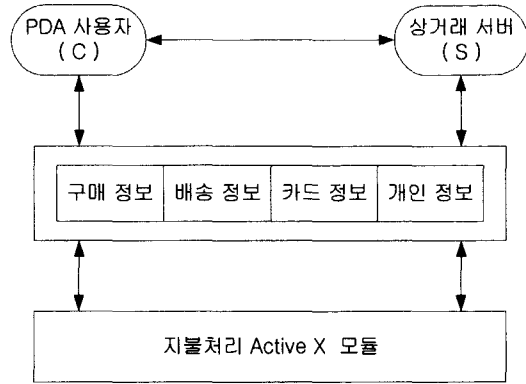 PDA 사용자
( C )
상거래 서버
( S )
구매 정보
배송 정보
카드 정보
개인 정보
지불처리 Active X 모듈